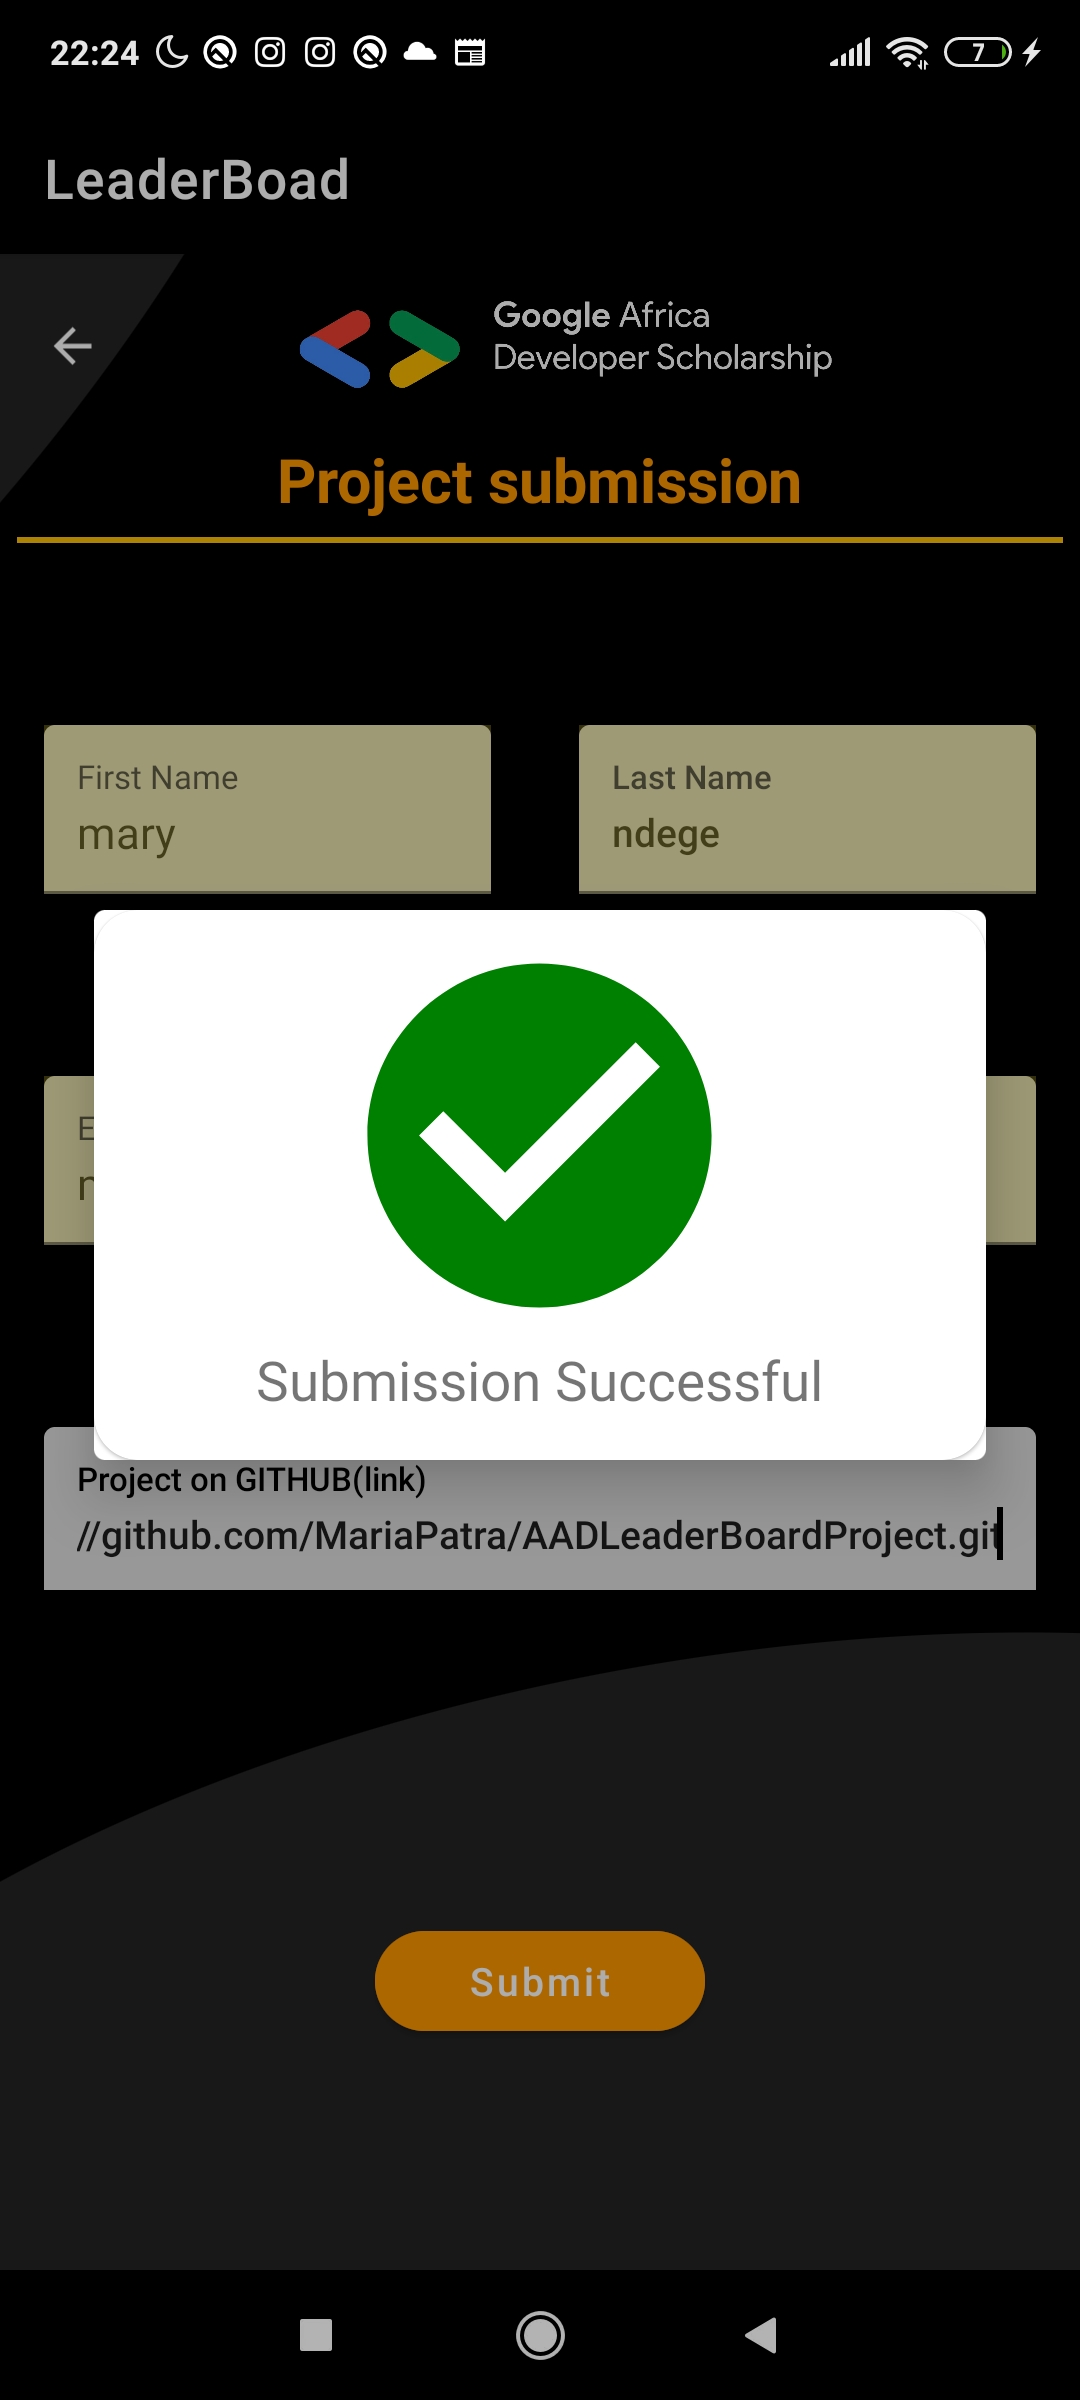 22:24
7
LeaderBoad
Google Africa
Developer Scholarship
Project submission
First Name
mary
Last Name
ndege
Submission Successful
Project on GITHUB(link)
//github.com/MariaPatra/AADLeaderBoardProject.git
Submit